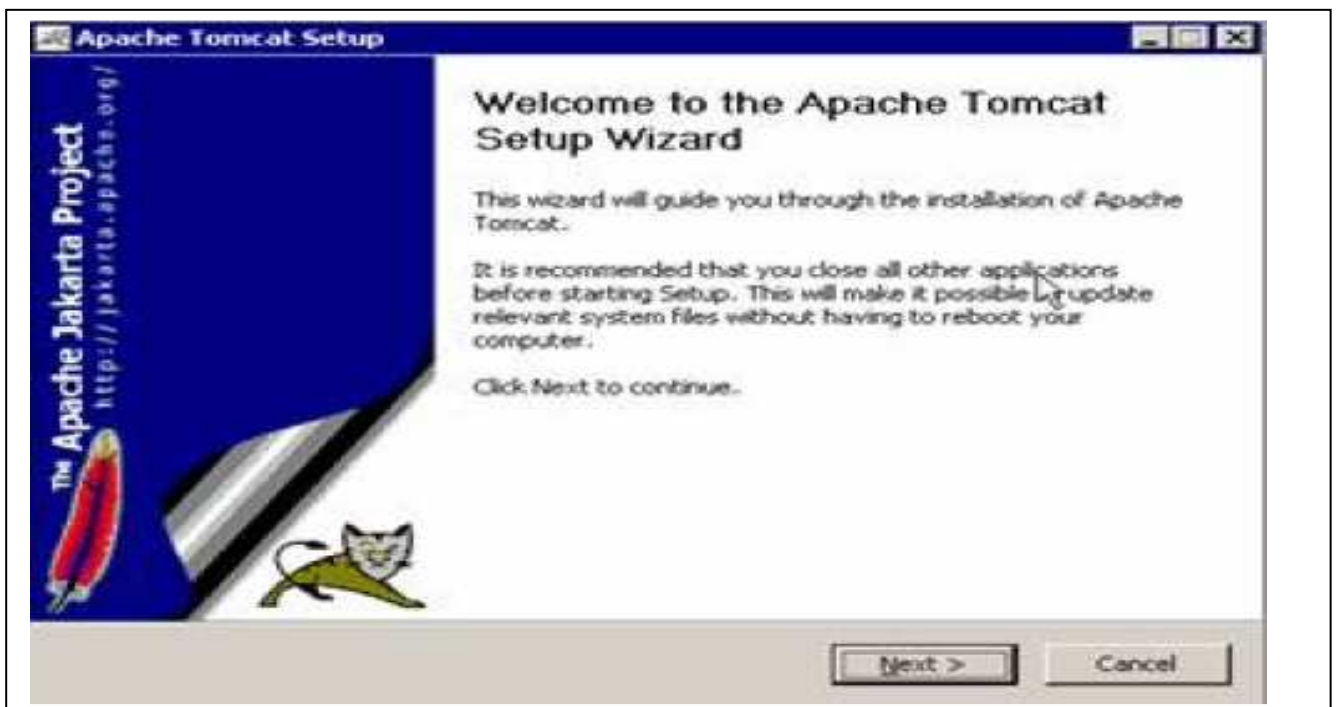 Apache Tomcat Setup
The Apache Jakarta Project
http://jakarta.apache.org/
Welcome to the Apache Tomcat
Setup Wizard
This wizard will guide you through the installation of Apache
Tomcat.
It is recommended that you close all other applications
before starting Setup. This will make it possible to update
relevant system files without having to reboot your
computer.
Click Next to continue.
Next >
Cancel